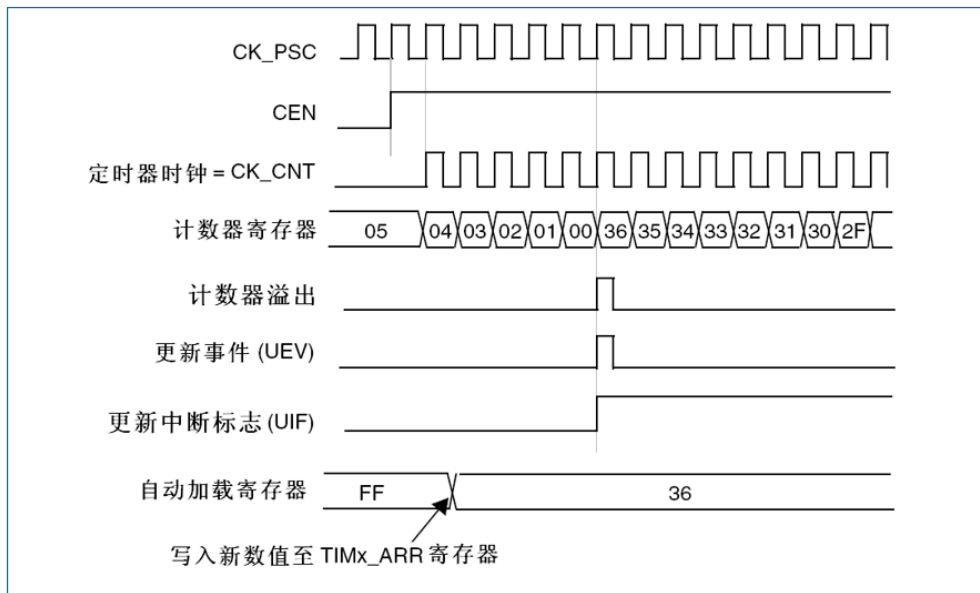 CK_PSC
CEN
定时器时钟 = CK_CNT
计数器寄存器 05 04 03 02 01 00 36 35 34 33 32 31 30 2F
计数器溢出
更新事件 (UEV)
更新中断标志 (UIF)
自动加载寄存器 FF 36
写入新数值至 TIMx_ARR 寄存器